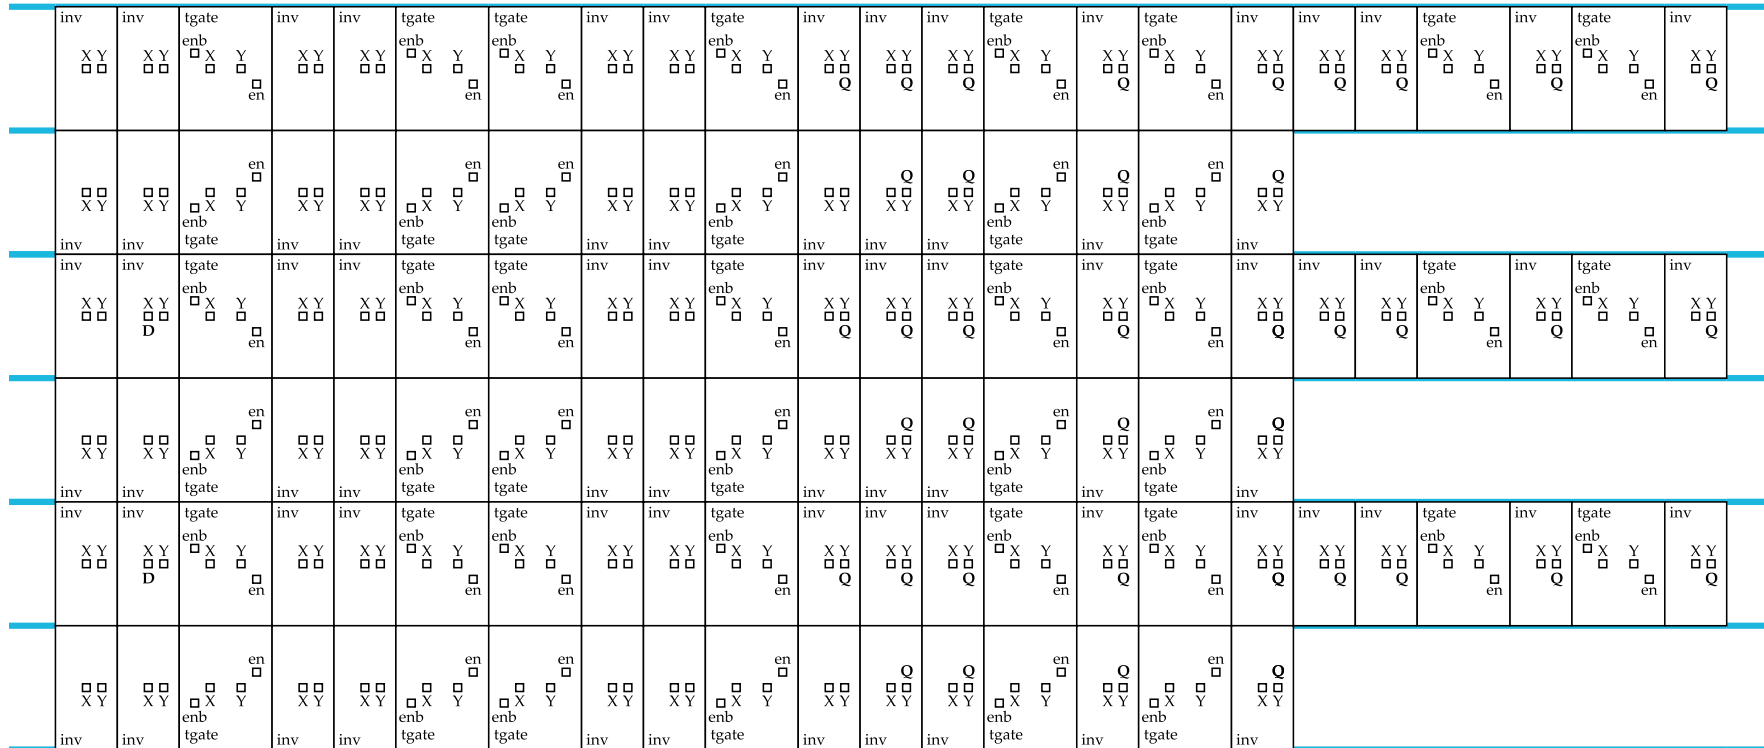 inv inv tgate inv inv tgate tgate inv inv tgate inv inv inv tgate inv tgate inv inv inv tgate inv tgate inv
enb enb enb enb enb enb enb enb
X Y X Y X Y X Y X Y X Y X Y X Y X Y X Y X Y X Y X Y X Y X Y X Y X Y X Y X Y X Y X Y X Y X Y
Q Q Q Q Q Q Q Q Q
en en en en en en en en
en en en en en en
Q Q Q Q
X Y X Y X Y X Y X Y X Y X Y X Y X Y X Y X Y X Y X Y X Y X Y X Y X Y
enb enb enb enb enb enb
tgate tgate tgate tgate tgate tgate
inv inv inv inv inv inv inv inv inv inv inv
inv inv tgate inv inv tgate tgate inv inv tgate inv inv inv tgate inv tgate inv inv inv tgate inv tgate inv
enb enb enb enb enb enb enb enb
X Y X Y X Y X Y X Y X Y X Y X Y X Y X Y X Y X Y X Y X Y X Y X Y X Y X Y X Y X Y X Y X Y X Y
D Q Q Q Q Q Q Q Q Q
en en en en en en en en
en en en en en en
Q Q Q Q
X Y X Y X Y X Y X Y X Y X Y X Y X Y X Y X Y X Y X Y X Y X Y X Y X Y
enb enb enb enb enb enb
tgate tgate tgate tgate tgate tgate
inv inv inv inv inv inv inv inv inv inv inv
inv inv tgate inv inv tgate tgate inv inv tgate inv inv inv tgate inv tgate inv inv inv tgate inv tgate inv
enb enb enb enb enb enb enb enb
X Y X Y X Y X Y X Y X Y X Y X Y X Y X Y X Y X Y X Y X Y X Y X Y X Y X Y X Y X Y X Y X Y X Y
D Q Q Q Q Q Q Q Q Q
en en en en en en en en
en en en en en en
Q Q Q Q
X Y X Y X Y X Y X Y X Y X Y X Y X Y X Y X Y X Y X Y X Y X Y X Y X Y
enb enb enb enb enb enb
tgate tgate tgate tgate tgate tgate
inv inv inv inv inv inv inv inv inv inv inv